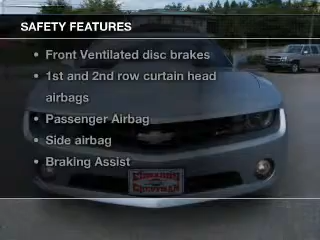 SAFETY FEATURES
• Front Ventilated disc brakes
• 1st and 2nd row curtain head
airbags
• Passenger Airbag
• Side airbag
• Braking Assist